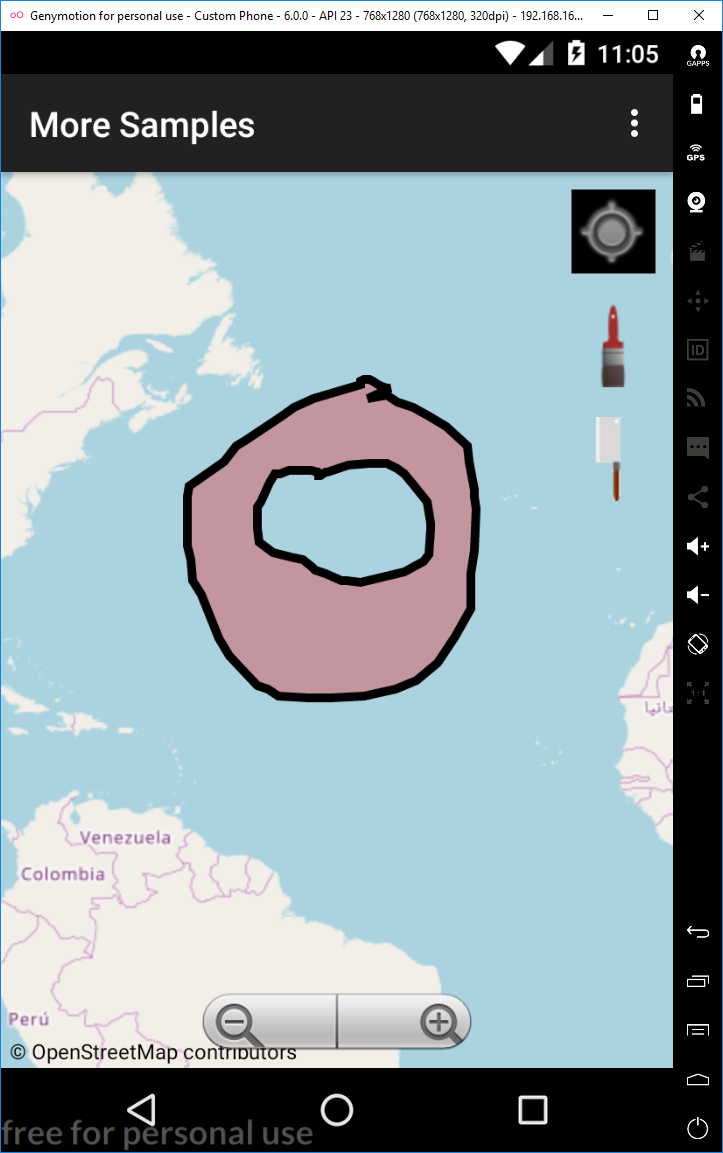 Genymotion for personal use - Custom Phone - 6.0.0 - API 23 - 768x1280 (768x1280, 320dpi) - 192.168.16...
11:05
GAPPS
More Samples
GPS
ID
1:1
Venezuela
Colombia
Perú
© OpenStreetMap contributors
free for personal use